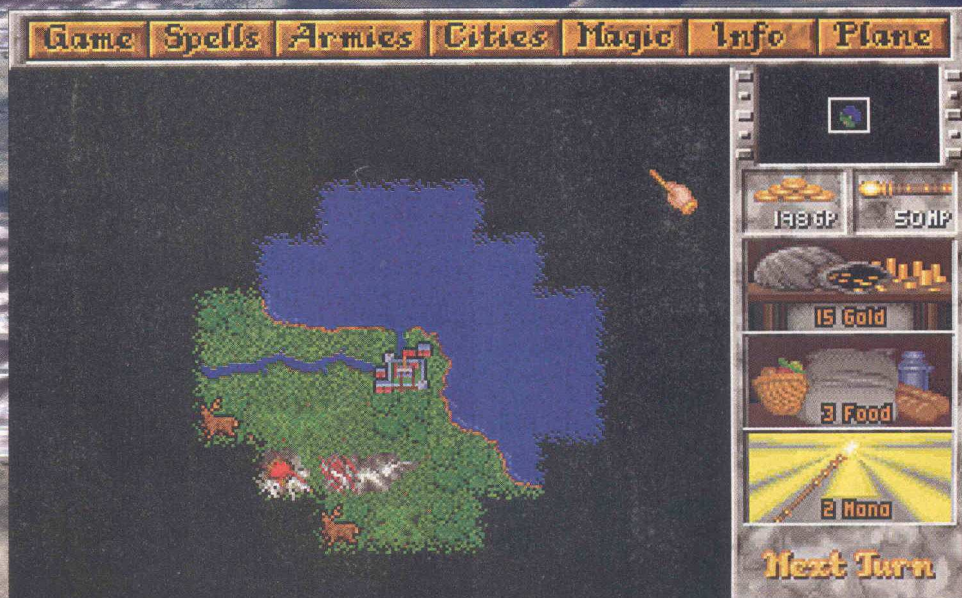 Game Spells Armies Cities Magic Info Plane
198 GP 50 MP
15 Gold
3 Food
2 Mana
Next Turn